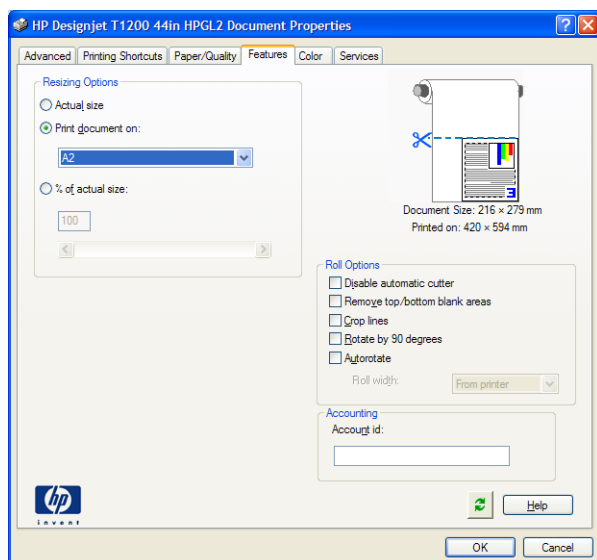 HP Designjet T1200 44in HPGL2 Document Properties
Advanced Printing Shortcuts Paper/Quality Features Color Services
Resizing Options
Actual size
Print document on:
A2
% of actual size:
100
Document Size: 216 × 279 mm
Printed on: 420 × 594 mm
Roll Options
Disable automatic cutter
Remove top/bottom blank areas
Crop lines
Rotate by 90 degrees
Autorotate
Roll width: From printer
Accounting
Account id:
hp
invent
Help
OK Cancel